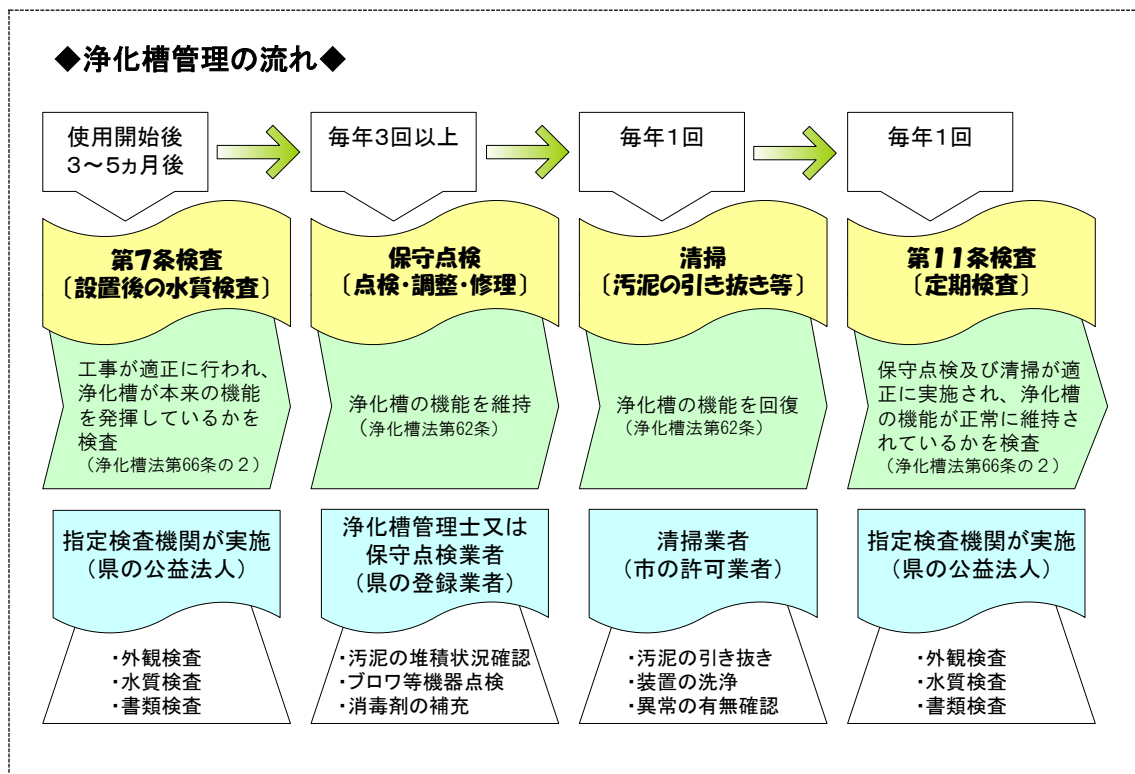 ◆浄化槽管理の流れ◆
使用開始後
3～5ヵ月後
毎年3回以上
毎年1回
毎年1回
第7条検査
〔設置後の水質検査〕
保守点検
〔点検・調整・修理〕
清掃
〔汚泥の引き抜き等〕
第11条検査
〔定期検査〕
工事が適正に行われ、
浄化槽が本来の機能
を発揮しているかを
検査
（浄化槽法第66条の２）
浄化槽の機能を維持
（浄化槽法第62条）
浄化槽の機能を回復
（浄化槽法第62条）
保守点検及び清掃が適
正に実施され、浄化槽
の機能が正常に維持さ
れているかを検査
（浄化槽法第66条の２）
指定検査機関が実施
（県の公益法人）
浄化槽管理士又は
保守点検業者
（県の登録業者）
清掃業者
（市の許可業者）
指定検査機関が実施
（県の公益法人）
・外観検査
・水質検査
・書類検査
・汚泥の堆積状況確認
・ブロワ等機器点検
・消毒剤の補充
・汚泥の引き抜き
・装置の洗浄
・異常の有無確認
・外観検査
・水質検査
・書類検査